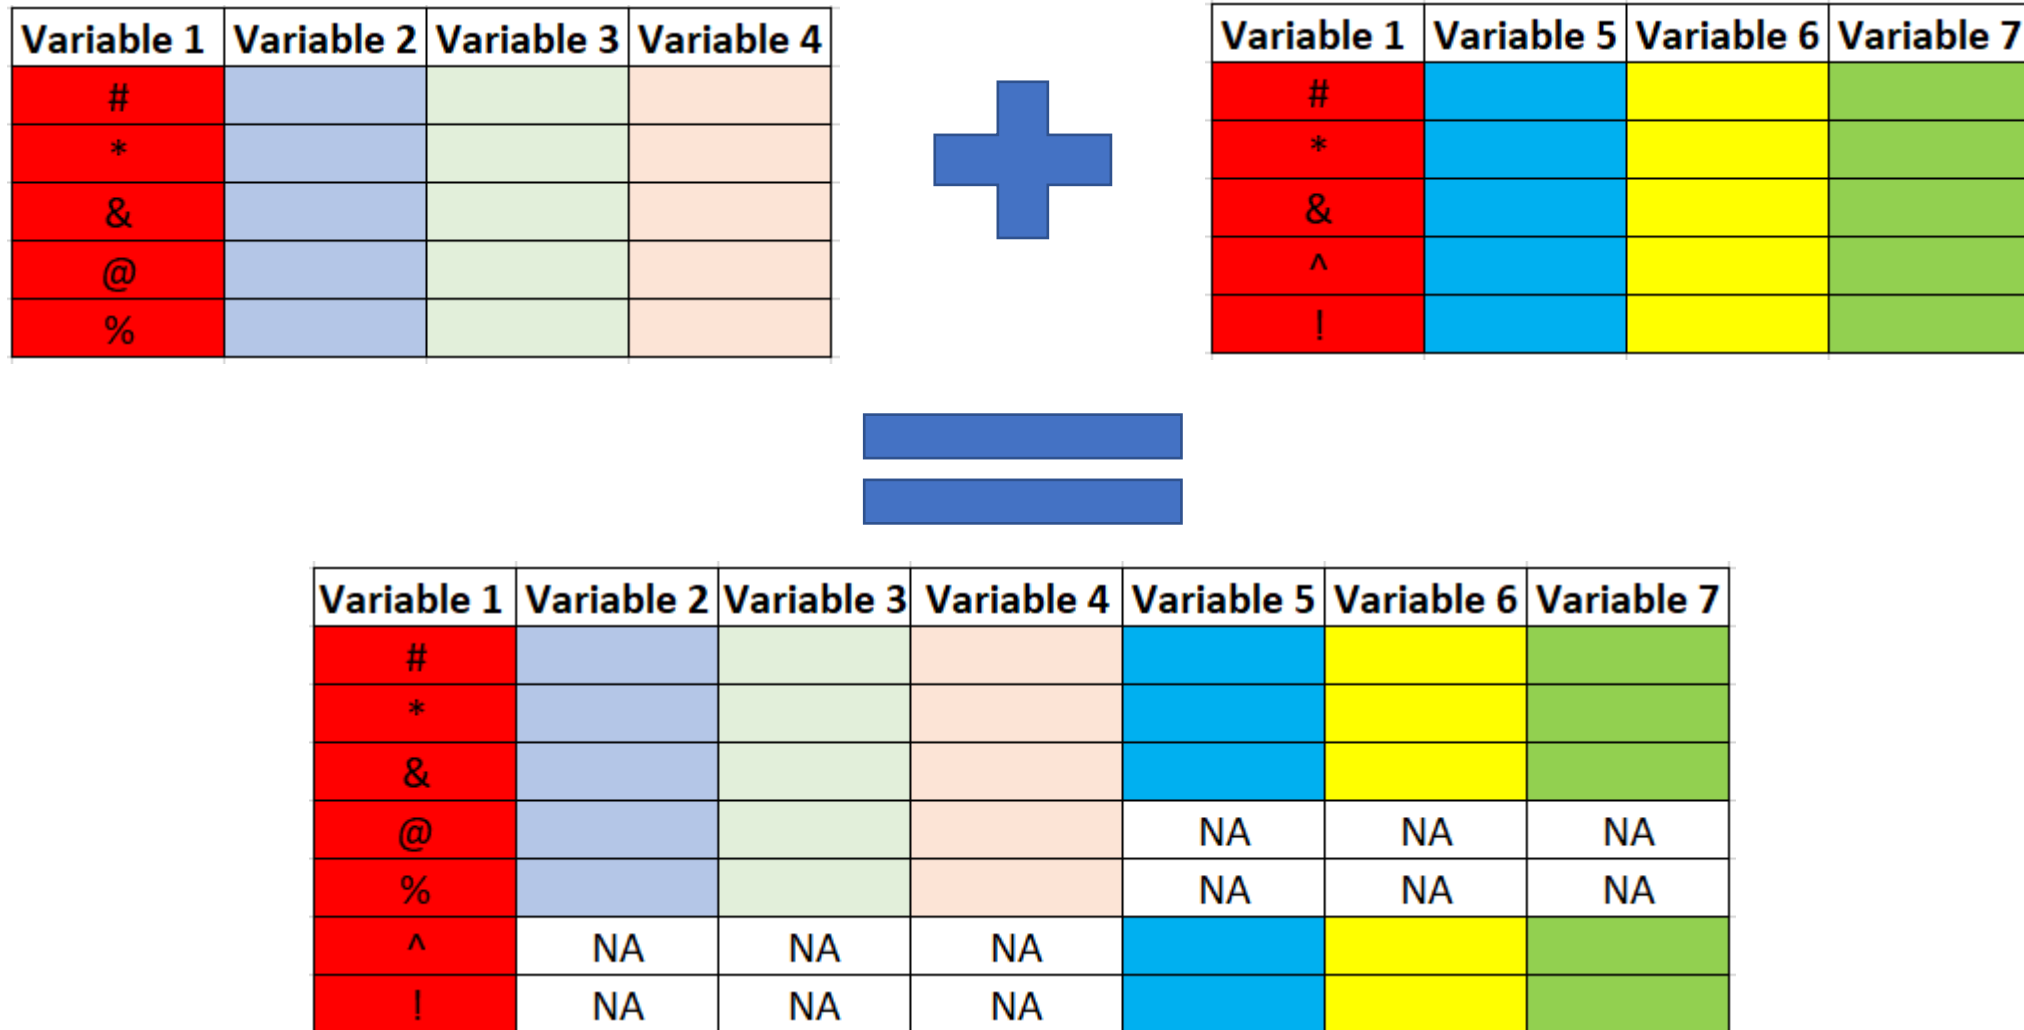 Variable 1 Variable 2 Variable 3 Variable 4
#
*
&
@
%
Variable 1 Variable 5 Variable 6 Variable 7
#
*
&
^
!
Variable 1 Variable 2 Variable 3 Variable 4 Variable 5 Variable 6 Variable 7
#
*
&
@ NA NA NA
% NA NA NA
^ NA NA NA
! NA NA NA